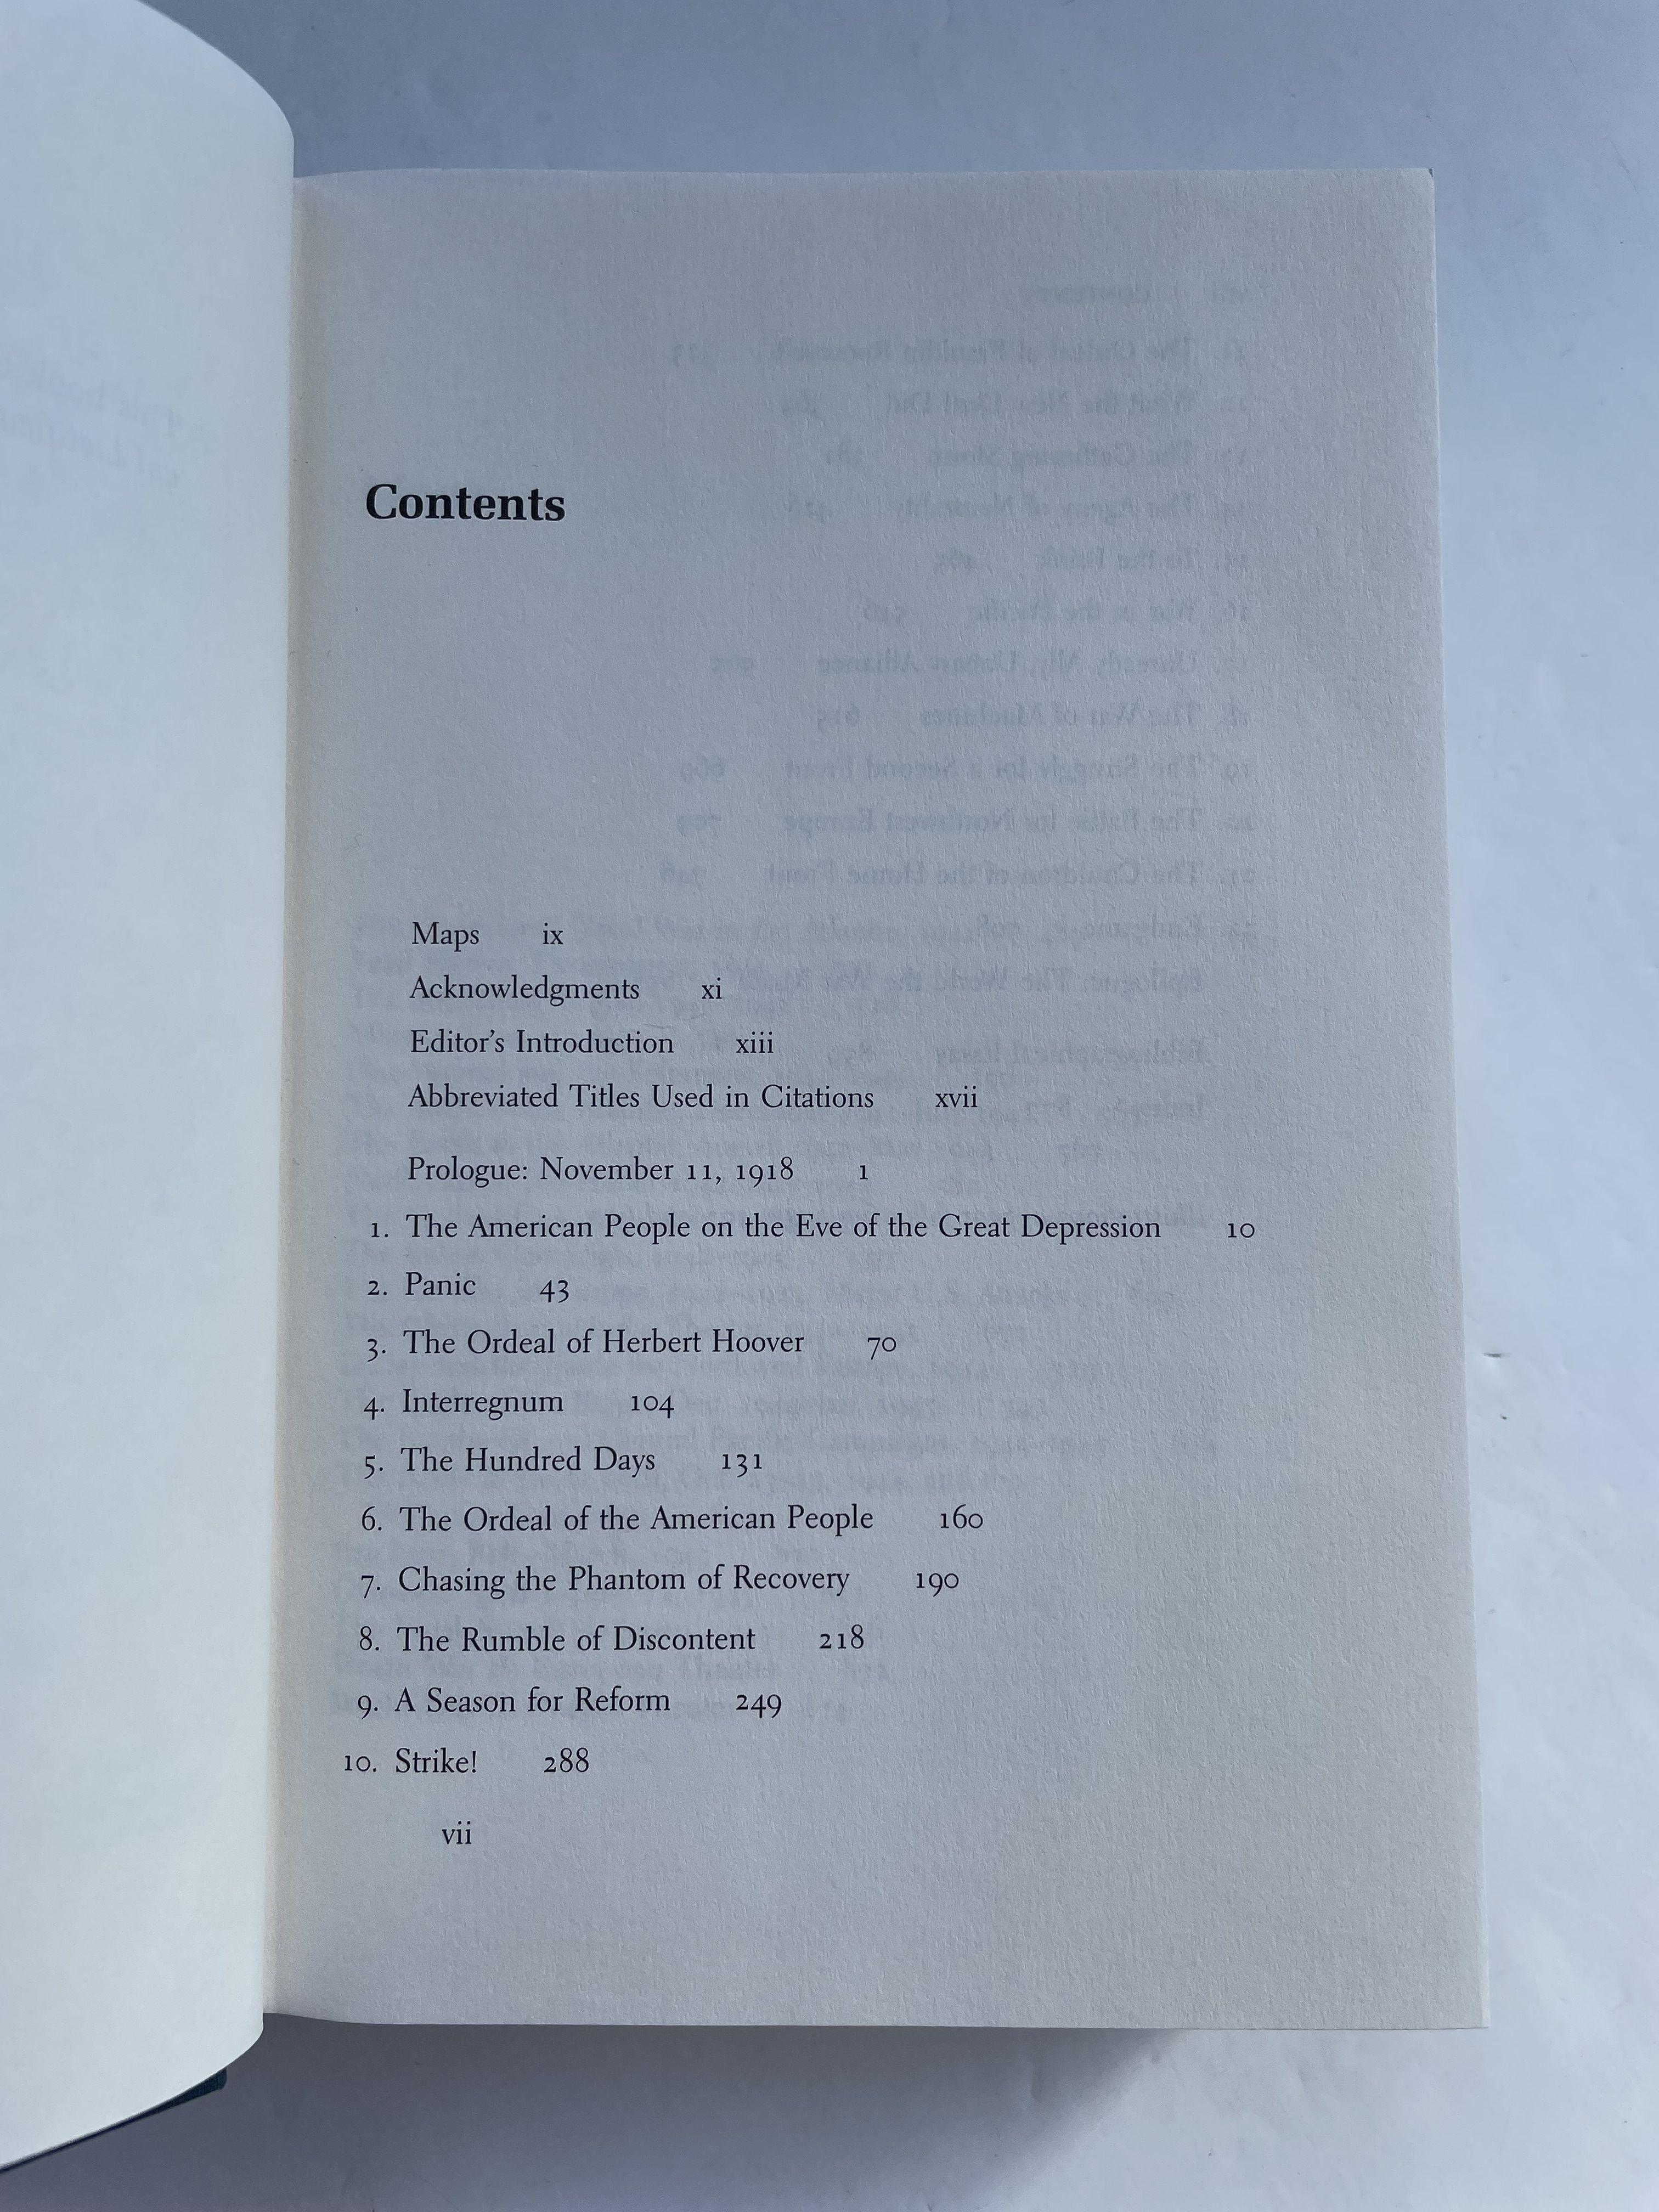 Contents
Maps ix
Acknowledgments xi
Editor's Introduction xiii
Abbreviated Titles Used in Citations xvii
Prologue: November 11, 1918 1
1. The American People on the Eve of the Great Depression 10
2. Panic 43
3. The Ordeal of Herbert Hoover 70
4. Interregnum 104
5. The Hundred Days 131
6. The Ordeal of the American People 160
7. Chasing the Phantom of Recovery 190
8. The Rumble of Discontent 218
9. A Season for Reform 249
10. Strike! 288
vii